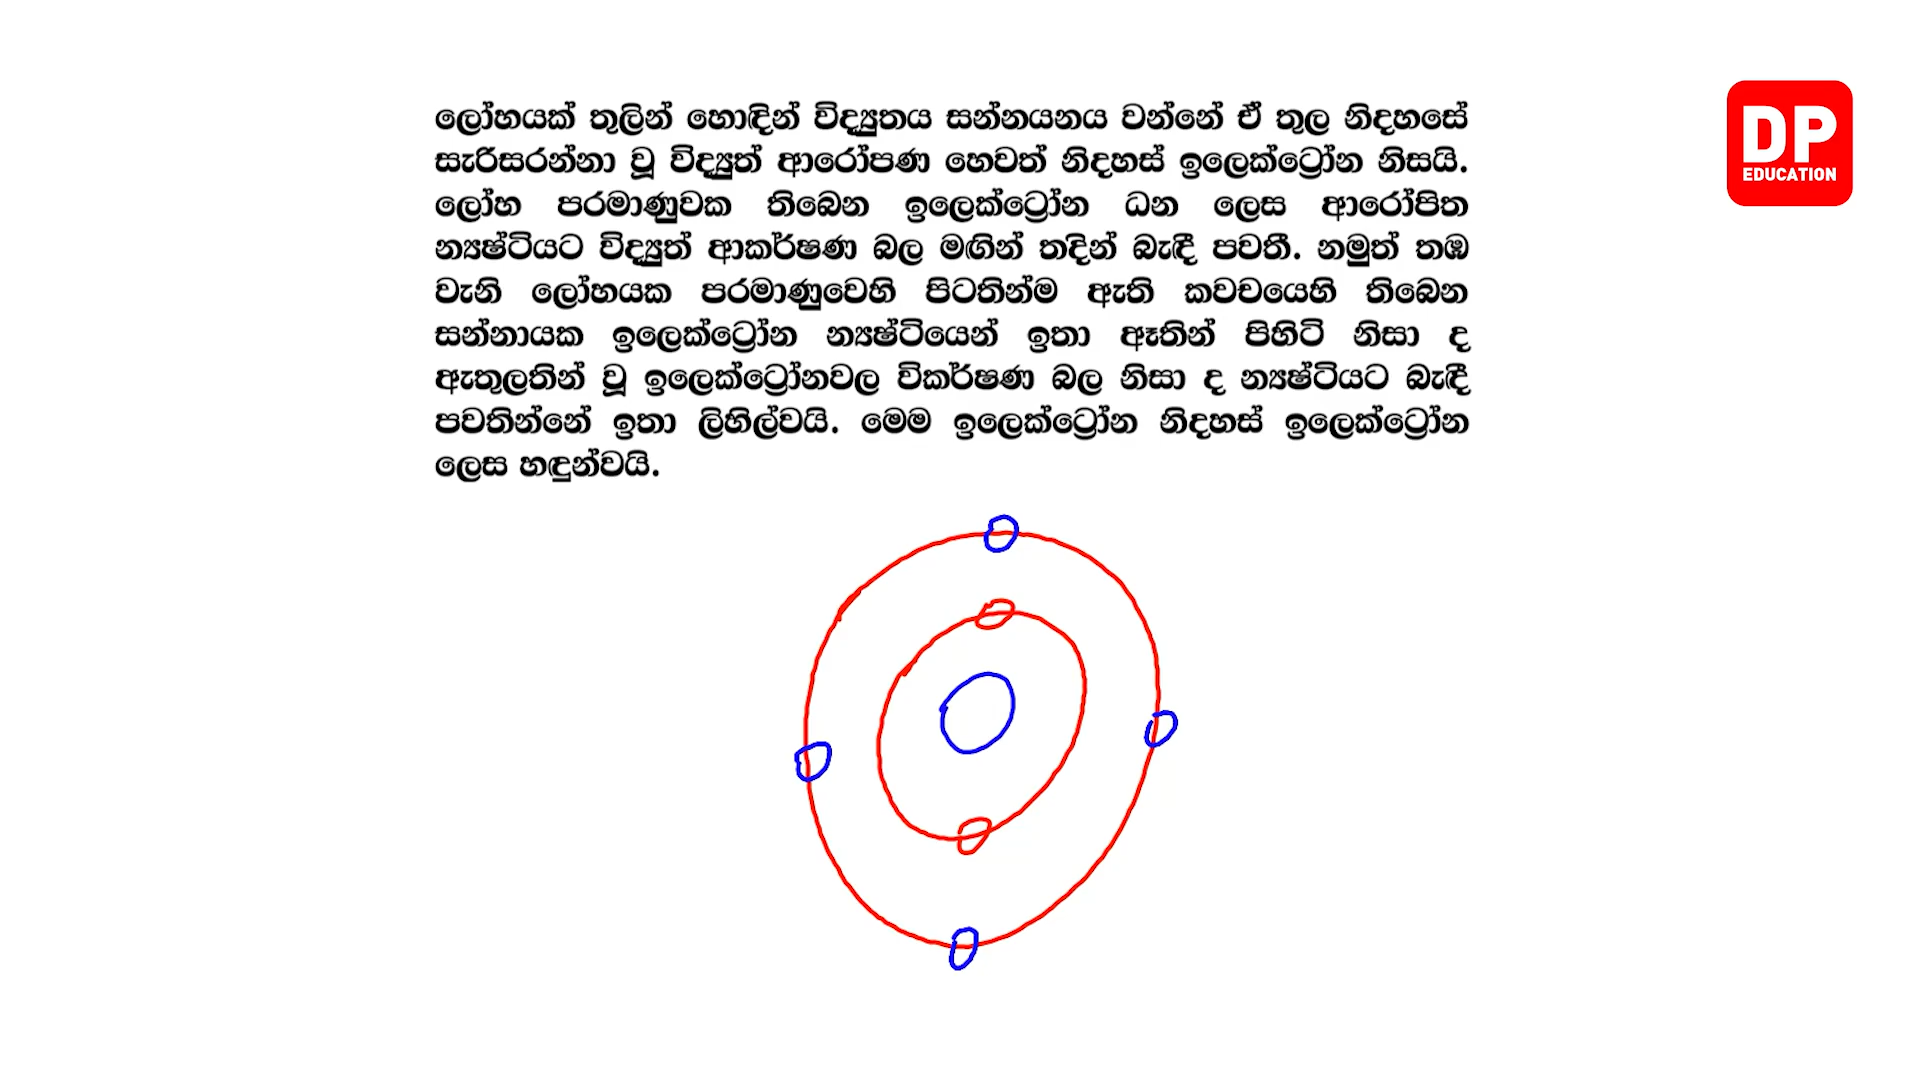 ලෝහයක් තුලින් හොඳින් විද්‍යුතය සන්නයනය වන්නේ ඒ තුල නිදහසේ
සැරිසරන්නා වූ විද්‍යුත් ආරෝපණ හෙවත් නිදහස් ඉලෙක්ට්‍රෝන නිසයි.
ලෝහ පරමාණුවක තිබෙන ඉලෙක්ට්‍රෝන ධන ලෙස ආරෝපිත
න්‍යෂ්ටියට විද්‍යුත් ආකර්ෂණ බල මඟින් තදින් බැඳී පවතී. නමුත් තඹ
වැනි ලෝහයක පරමාණුවෙහි පිටතින්ම ඇති කවචයෙහි තිබෙන
සන්නායක ඉලෙක්ට්‍රෝන න්‍යෂ්ටියෙන් ඉතා ඈතින් පිහිටි නිසා ද
ඇතුලතින් වූ ඉලෙක්ට්‍රෝනවල විකර්ෂණ බල නිසා ද න්‍යෂ්ටියට බැඳී
පවතින්නේ ඉතා ලිහිල්වයි. මෙම ඉලෙක්ට්‍රෝන නිදහස් ඉලෙක්ට්‍රෝන
ලෙස හඳුන්වයි.
DP
EDUCATION